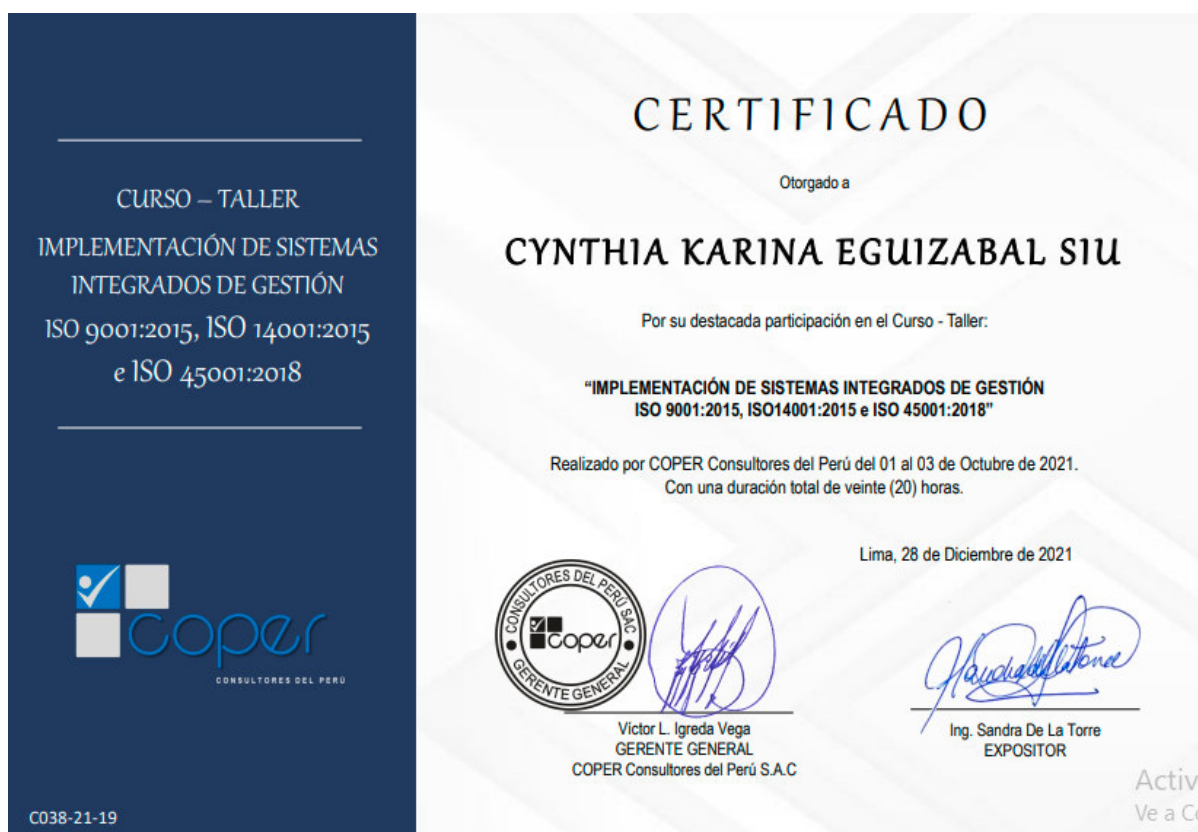 CURSO – TALLER
IMPLEMENTACIÓN DE SISTEMAS
INTEGRADOS DE GESTIÓN
ISO 9001:2015, ISO 14001:2015
e ISO 45001:2018
coper
CONSULTORES DEL PERÚ
C038-21-19
CERTIFICADO
Otorgado a
CYNTHIA KARINA EGUIZABAL SIU
Por su destacada participación en el Curso - Taller:
“IMPLEMENTACIÓN DE SISTEMAS INTEGRADOS DE GESTIÓN
ISO 9001:2015, ISO14001:2015 e ISO 45001:2018”
Realizado por COPER Consultores del Perú del 01 al 03 de Octubre de 2021.
Con una duración total de veinte (20) horas.
Lima, 28 de Diciembre de 2021
CONSULTORES DEL PERÚ SAC
coper
GERENTE GENERAL
Victor L. Igreda Vega
GERENTE GENERAL
COPER Consultores del Perú S.A.C
Ing. Sandra De La Torre
EXPOSITOR
Activ
Ve a Co